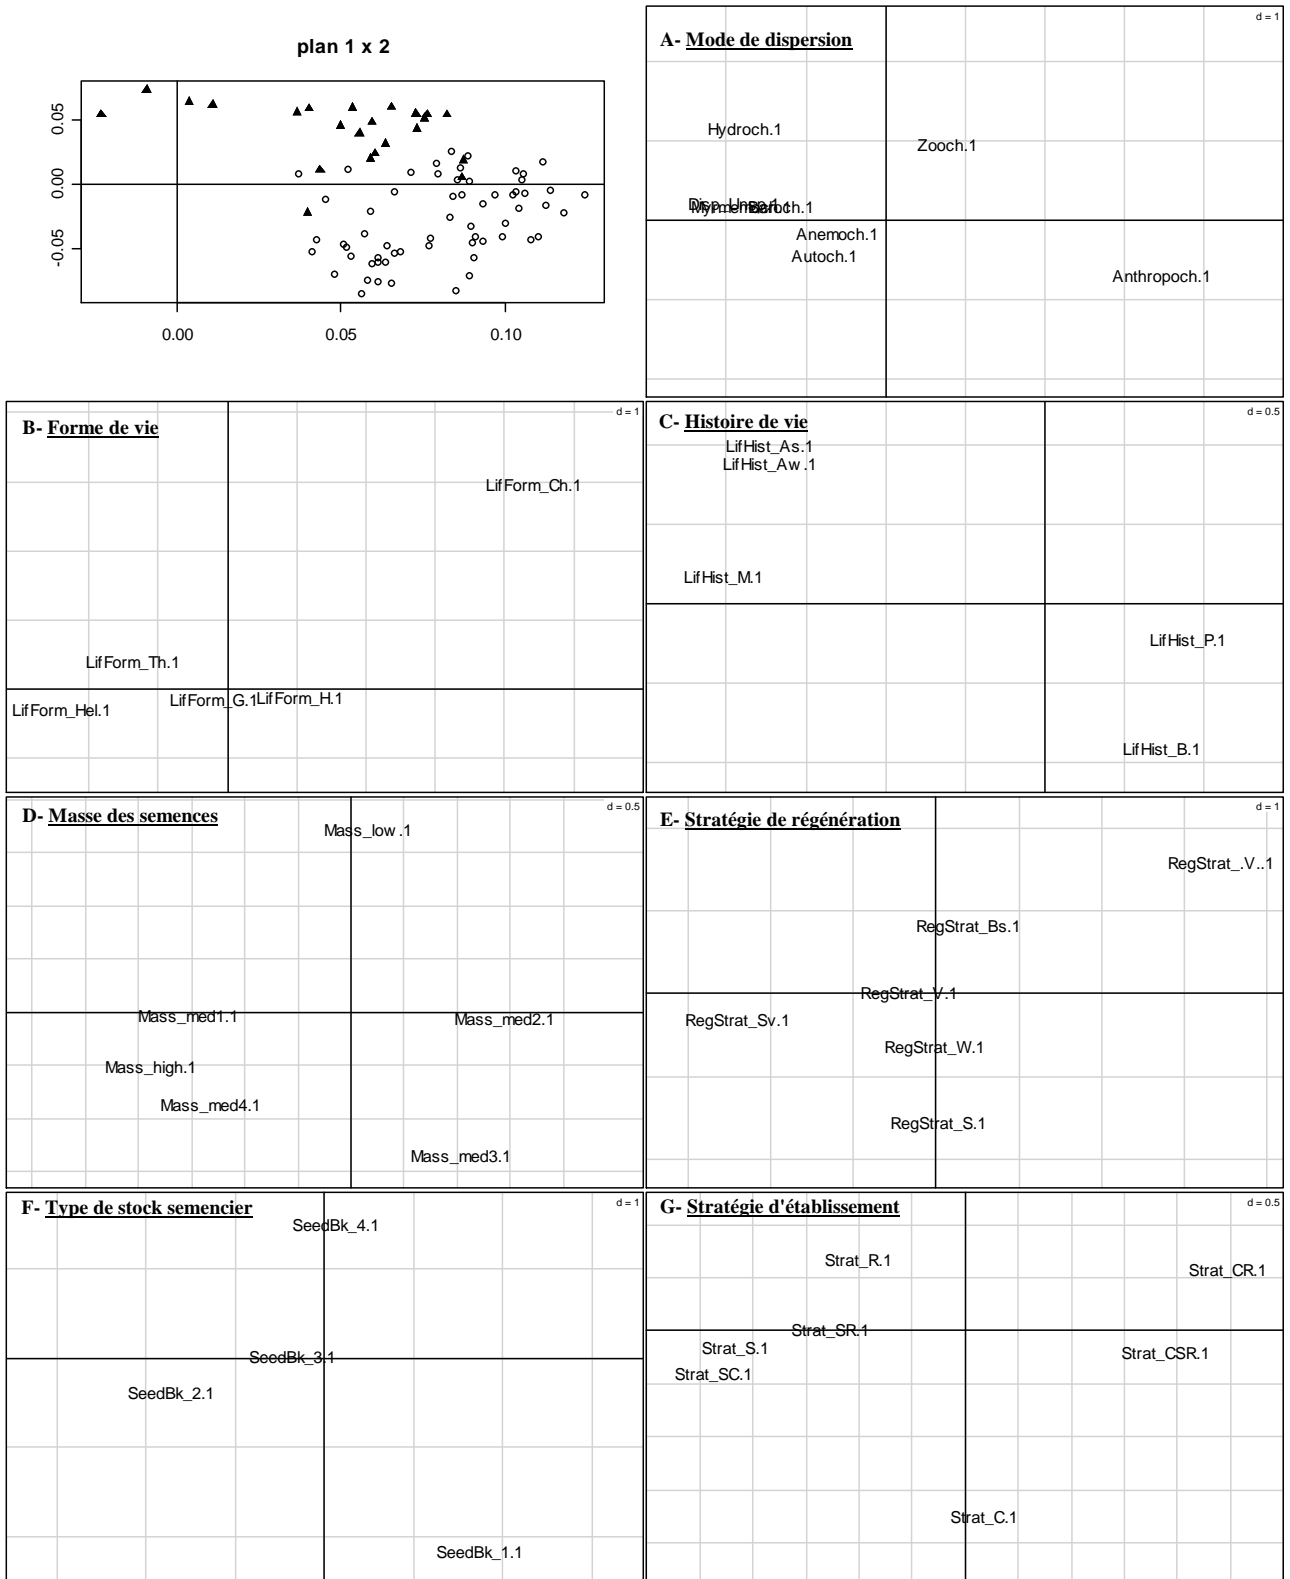 plan 1 x 2
0.05
0.00
-0.05
0.00
0.05
0.10
d = 1
A- Mode de dispersion
Hydroch.1
Zooch.1
Anemoch.1
Autoch.1
Anthropoch.1
d = 1
B- Forme de vie
LifForm_Ch.1
LifForm_Th.1
LifForm_G.1
LifForm_H.1
LifForm_Hel.1
d = 0.5
C- Histoire de vie
LifHist_As.1
LifHist_Aw.1
LifHist_M.1
LifHist_P.1
LifHist_B.1
d = 0.5
D- Masse des semences
Mass_low.1
Mass_med1.1
Mass_med2.1
Mass_high.1
Mass_med4.1
Mass_med3.1
d = 1
E- Stratégie de régénération
RegStrat_.V..1
RegStrat_Bs.1
RegStrat_V.1
RegStrat_Sv.1
RegStrat_W.1
RegStrat_S.1
d = 1
F- Type de stock semencier
SeedBk_4.1
SeedBk_3.1
SeedBk_2.1
SeedBk_1.1
d = 0.5
G- Stratégie d'établissement
Strat_R.1
Strat_CR.1
Strat_SR.1
Strat_S.1
Strat_CSR.1
Strat_SC.1
Strat_C.1